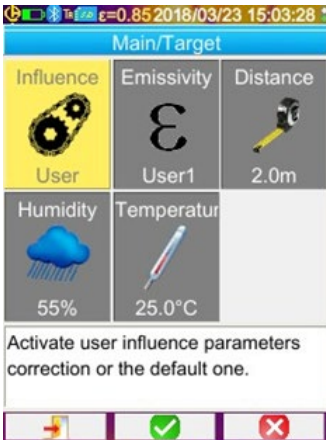 ε=0.85 2018/03/23 15:03:28
Main/Target
Influence Emissivity Distance
ε
User User1 2.0m
Humidity Temperatur
55% 25.0°C
Activate user influence parameters
correction or the default one.